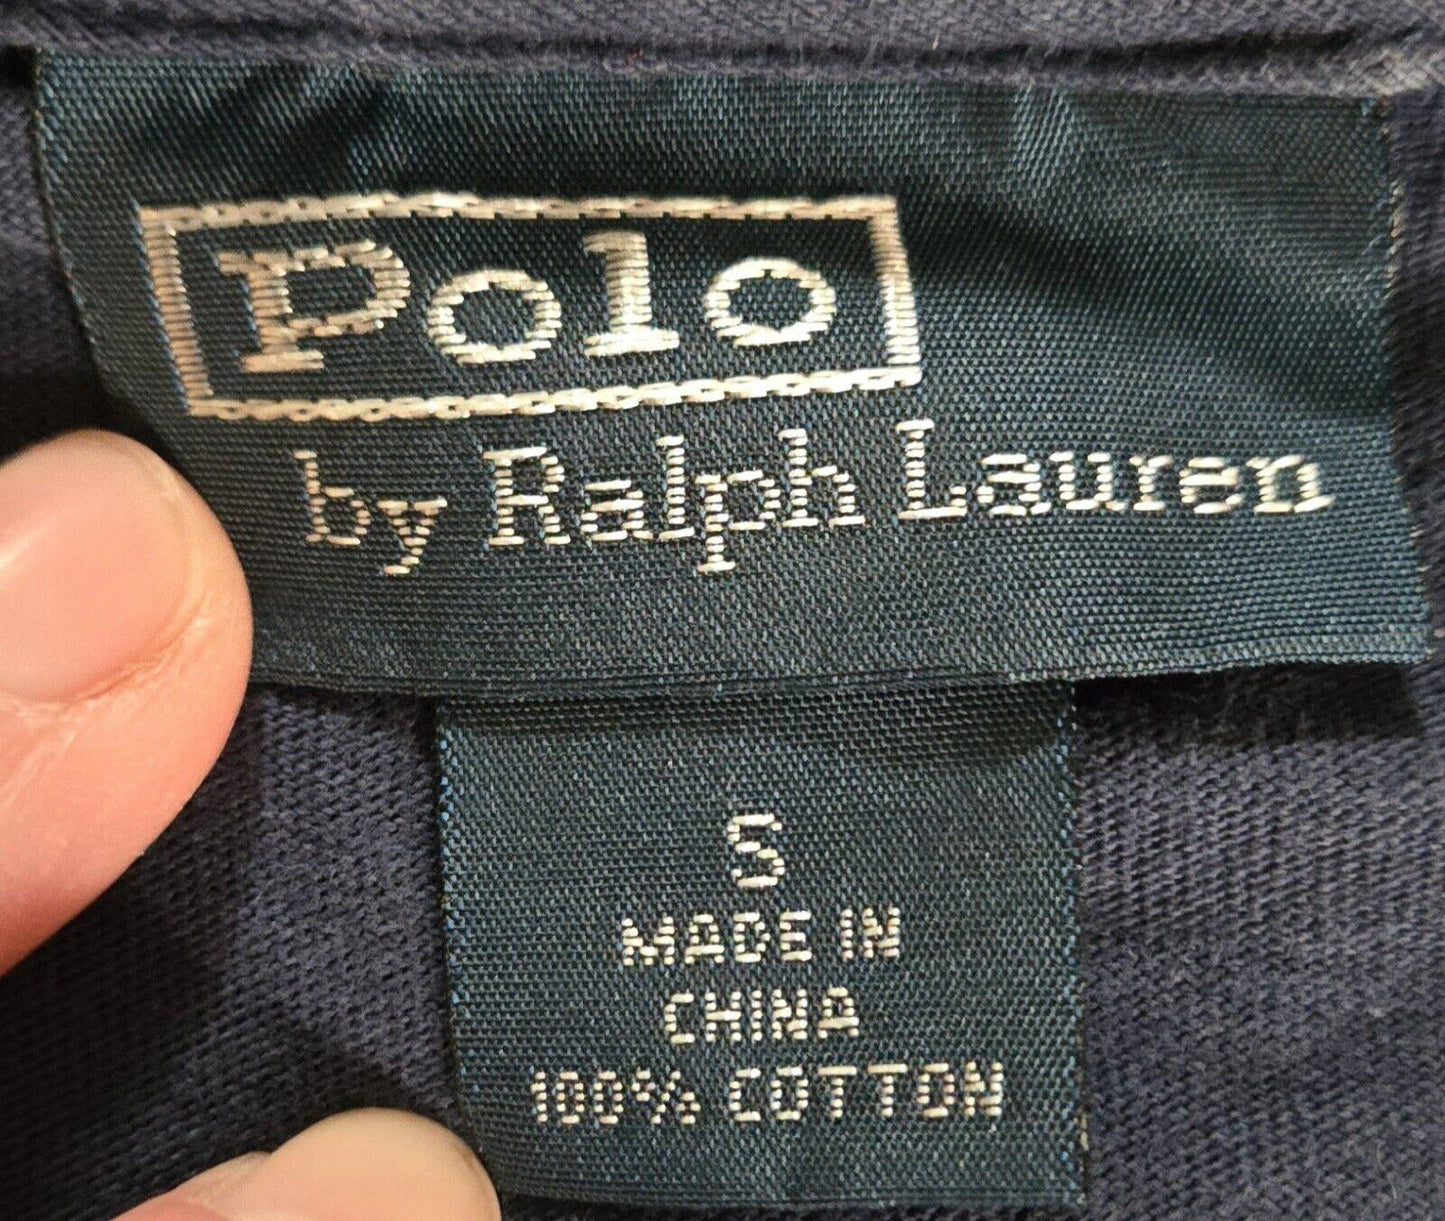 Polo
by Ralph Lauren
S
MADE IN
CHINA
100% COTTON